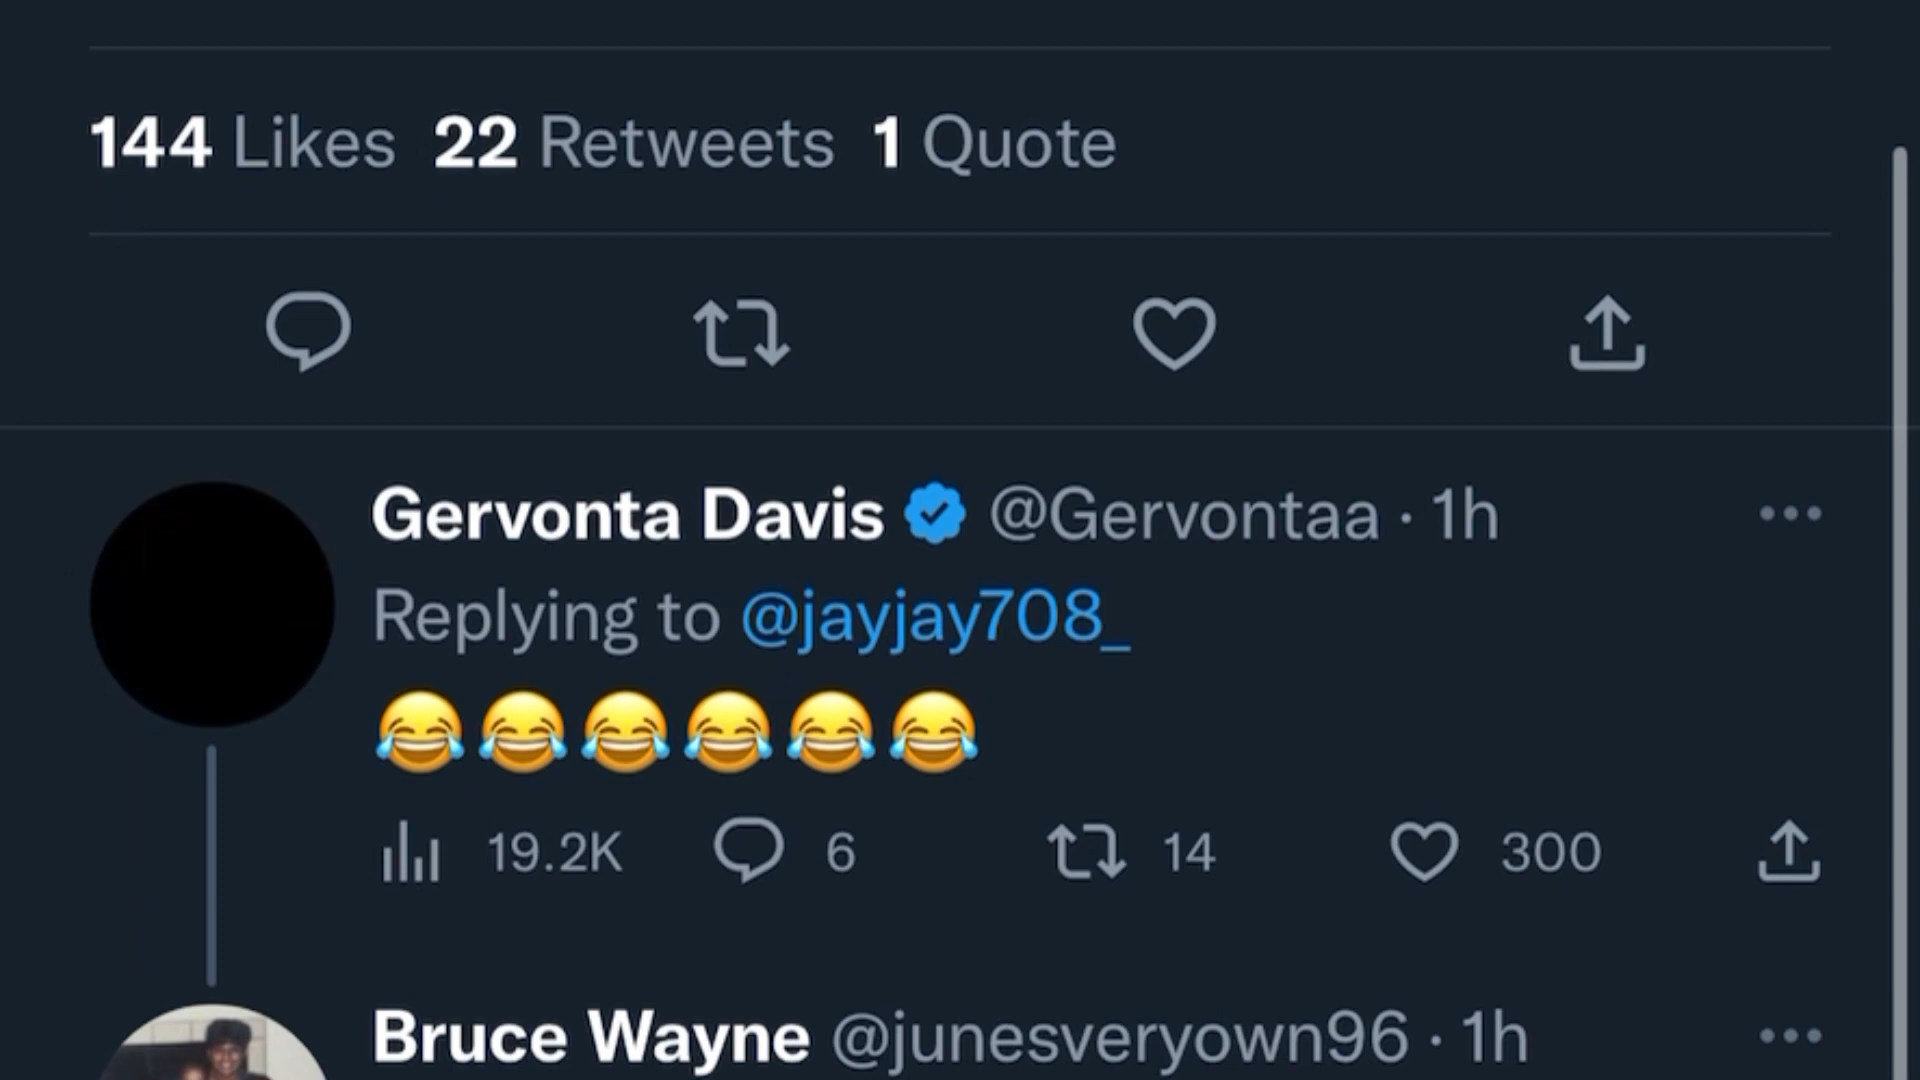 144 Likes 22 Retweets 1 Quote
Gervonta Davis @Gervontaa · 1h
Replying to @jayjay708_
😂😂😂😂😂😂
19.2K 6 14 300
Bruce Wayne @junesveryown96 · 1h